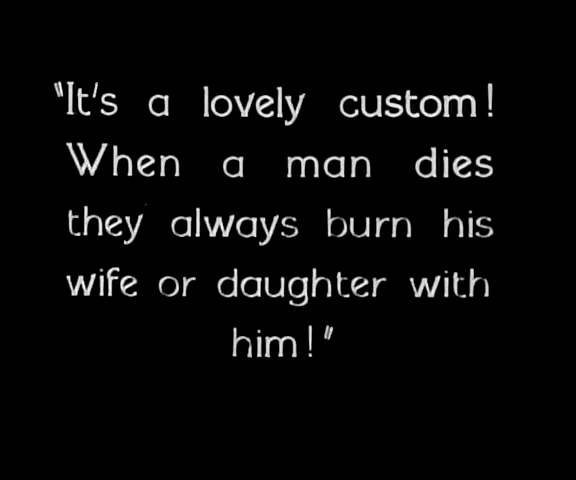 "It's a lovely custom!
When a man dies
they always burn his
wife or daughter with
him!"